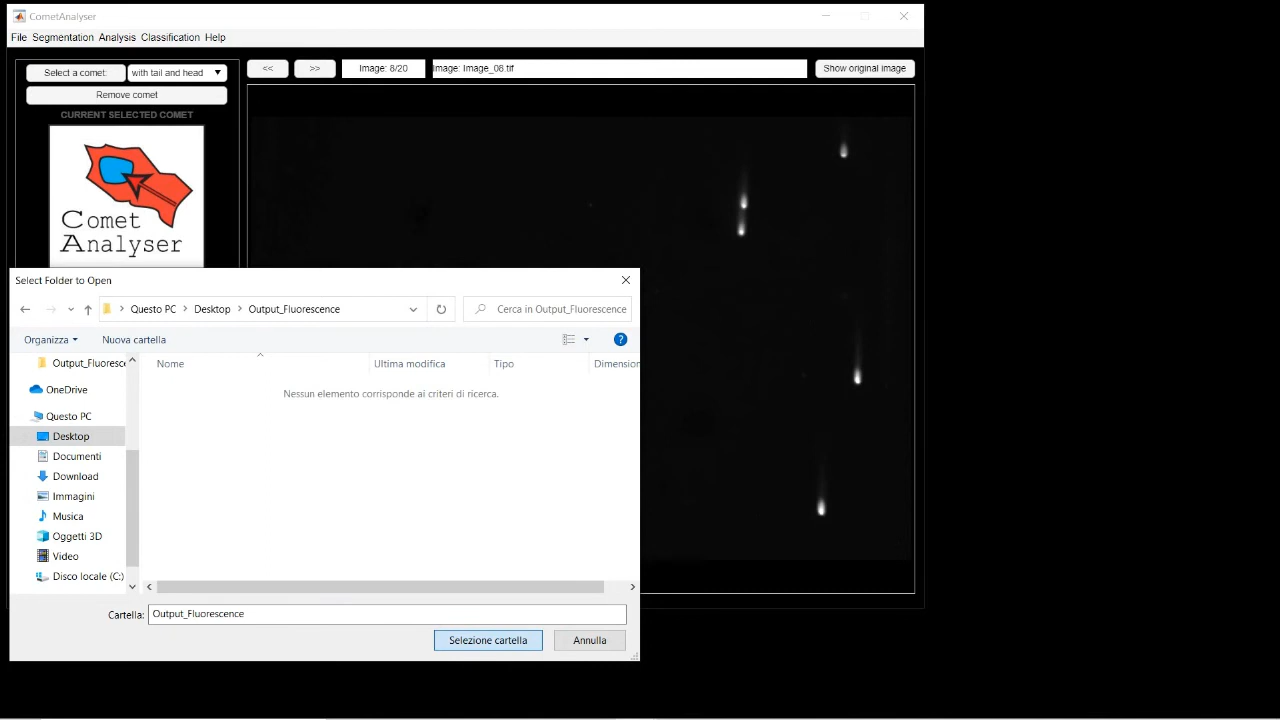 CometAnalyser
File Segmentation Analysis Classification Help
Select a comet: with tail and head
<< >> Image: 8/20 Image: Image_08.tif Show original image
Remove comet
CURRENT SELECTED COMET
Comet
Analyser
Select Folder to Open
Questo PC > Desktop > Output_Fluorescence Cerca in Output_Fluorescence
Organizza Nuova cartella
Output_Fluoresce
Nome Ultima modifica Tipo Dimension
OneDrive
Nessun elemento corrisponde ai criteri di ricerca.
Questo PC
Desktop
Documenti
Download
Immagini
Musica
Oggetti 3D
Video
Disco locale (C:)
Cartella: Output_Fluorescence
Selezione cartella Annulla